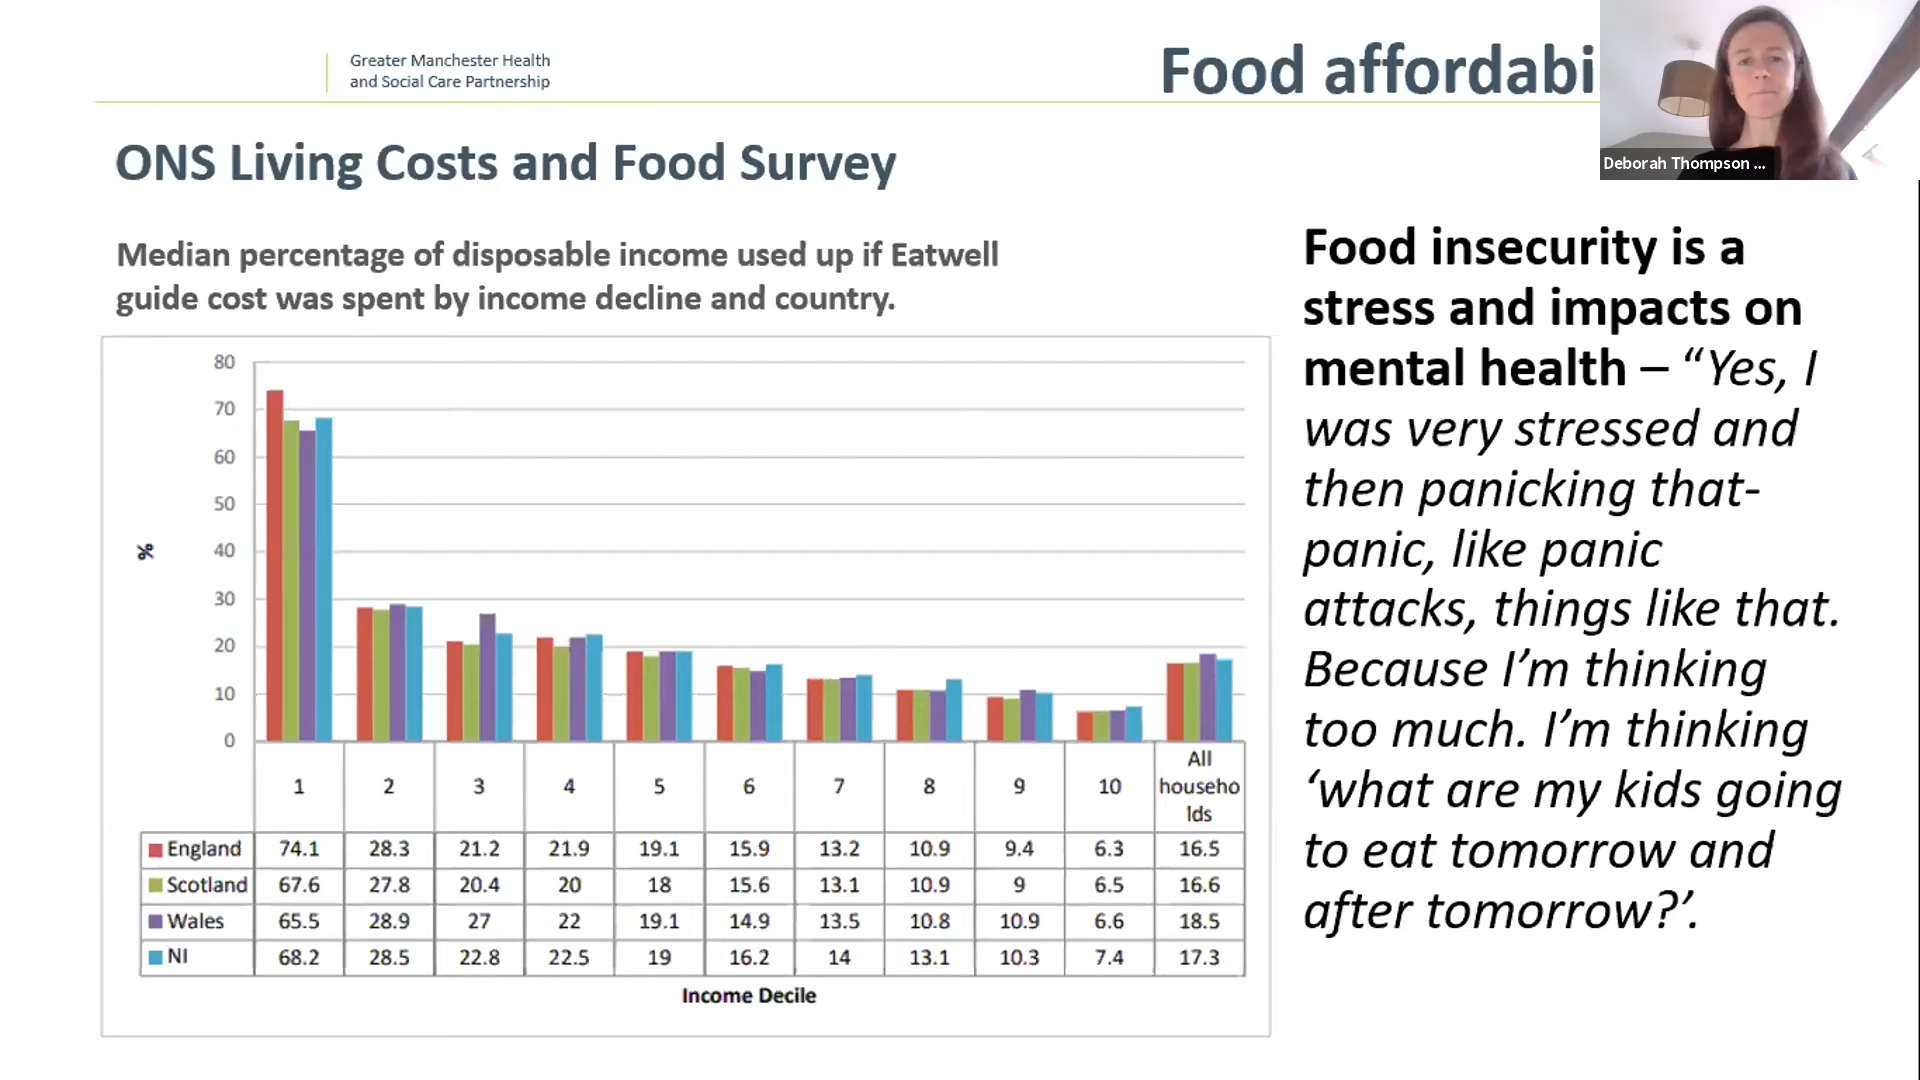 Greater Manchester Health
and Social Care Partnership
Food affordabi
Deborah Thompson ...
ONS Living Costs and Food Survey
Median percentage of disposable income used up if Eatwell
guide cost was spent by income decline and country.
80
70
60
50
40
30
20
10
0
%
1 2 3 4 5 6 7 8 9 10 All
househo
lds
England 74.1 28.3 21.2 21.9 19.1 15.9 13.2 10.9 9.4 6.3 16.5
Scotland 67.6 27.8 20.4 20 18 15.6 13.1 10.9 9 6.5 16.6
Wales 65.5 28.9 27 22 19.1 14.9 13.5 10.8 10.9 6.6 18.5
NI 68.2 28.5 22.8 22.5 19 16.2 14 13.1 10.3 7.4 17.3
Income Decile
Food insecurity is a
stress and impacts on
mental health – “Yes, I
was very stressed and
then panicking that-
panic, like panic
attacks, things like that.
Because I’m thinking
too much. I’m thinking
‘what are my kids going
to eat tomorrow and
after tomorrow?’.